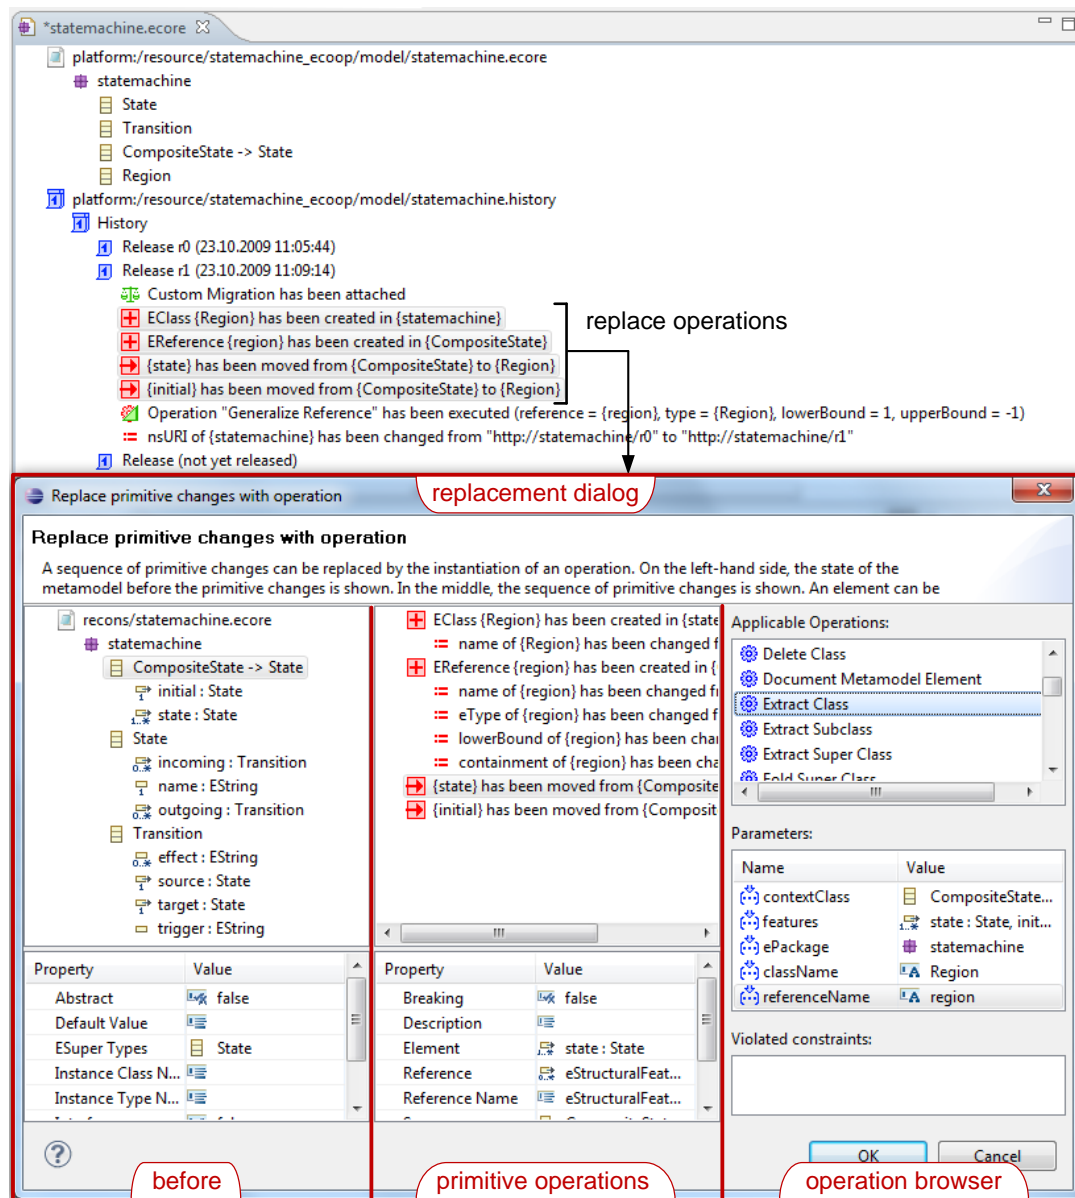 *statemachine.ecore
platform:/resource/statemachine_ecoop/model/statemachine.ecore
statemachine
State
Transition
CompositeState -> State
Region
platform:/resource/statemachine_ecoop/model/statemachine.history
History
Release r0 (23.10.2009 11:05:44)
Release r1 (23.10.2009 11:09:14)
Custom Migration has been attached
EClass {Region} has been created in {statemachine}
EReference {region} has been created in {CompositeState}
{state} has been moved from {CompositeState} to {Region}
{initial} has been moved from {CompositeState} to {Region}
replace operations
Operation "Generalize Reference" has been executed (reference = {region}, type = {Region}, lowerBound = 1, upperBound = -1)
nsURI of {statemachine} has been changed from "http://statemachine/r0" to "http://statemachine/r1"
Release (not yet released)
Replace primitive changes with operation
replacement dialog
Replace primitive changes with operation
A sequence of primitive changes can be replaced by the instantiation of an operation. On the left-hand side, the state of the
metamodel before the primitive changes is shown. In the middle, the sequence of primitive changes is shown. An element can be
recons/statemachine.ecore
statemachine
CompositeState -> State
initial : State
1..* state : State
State
0..* incoming : Transition
name : EString
0..* outgoing : Transition
Transition
0..* effect : EString
1 source : State
1 target : State
trigger : EString
Property Value
Abstract false
Default Value
ESuper Types State
Instance Class N...
Instance Type N...
before
EClass {Region} has been created in {state
name of {Region} has been changed f
EReference {region} has been created in {
name of {region} has been changed fr
eType of {region} has been changed f
lowerBound of {region} has been char
containment of {region} has been cha
{state} has been moved from {Composite
{initial} has been moved from {Composit
Property Value
Breaking false
Description
Element 1..* state : State
Reference 0..* eStructuralFeat...
Reference Name eStructuralFeat...
primitive operations
Applicable Operations:
Delete Class
Document Metamodel Element
Extract Class
Extract Subclass
Extract Super Class
Fold Super Class
Parameters:
Name Value
contextClass CompositeState...
features 1..* state : State, init...
ePackage statemachine
className Region
referenceName region
Violated constraints:
OK Cancel
operation browser